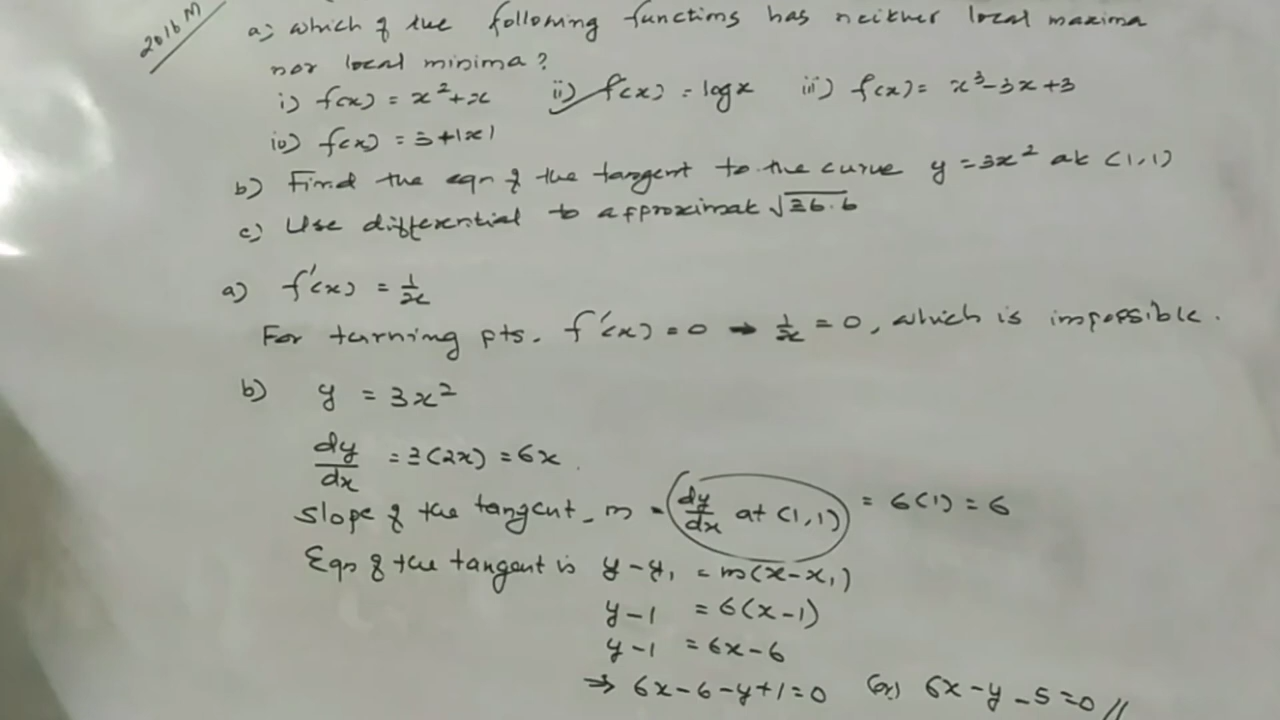 2016 M
a) which of the following functions has neither local maxima
nor local minima?
i) f(x) = x²+x ii) f(x) = log x iii) f(x) = x³-3x+3
iv) f(x) = 3+|x|
b) Find the eqn of the tangent to the curve y = 3x² at (1,1)
c) Use differential to approximate √36.6
a) f'(x) = 1/x
For turning pts. f'(x) = 0 → 1/x = 0, which is impossible.
b) y = 3x²
dy/dx = 3(2x) = 6x.
Slope of the tangent, m = dy/dx at (1,1) = 6(1) = 6
Eqn of the tangent is y-y₁ = m(x-x₁)
y-1 = 6(x-1)
y-1 = 6x-6
⇒ 6x-6-y+1=0 (or) 6x-y-5=0 //